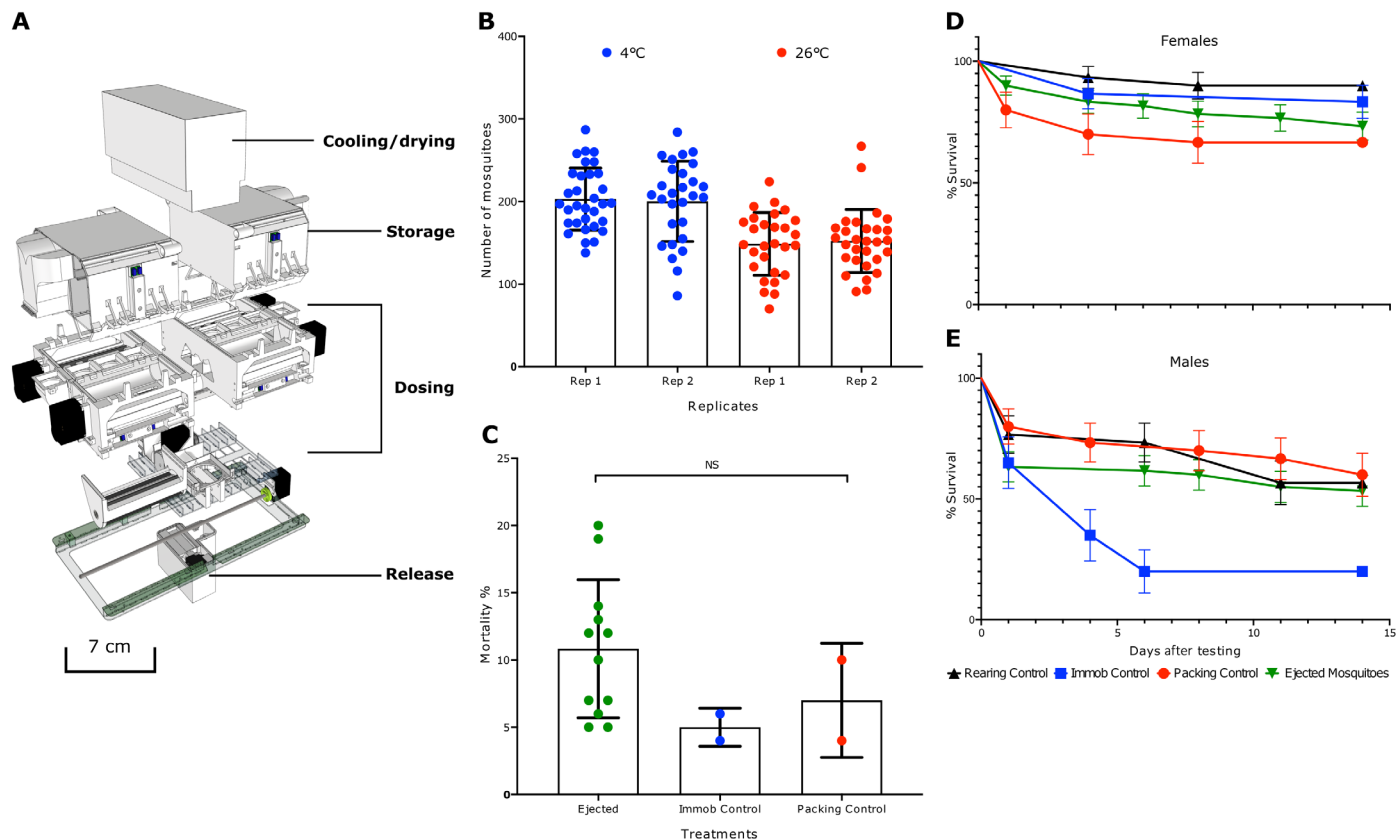 A
Cooling/drying
Storage
Dosing
Release
7 cm
B
4°C
26°C
Number of mosquitoes
400
300
200
100
0
Rep 1
Rep 2
Rep 1
Rep 2
Replicates
C
NS
Mortality %
25
20
15
10
5
0
Ejected
Immob Control
Packing Control
Treatments
D
Females
% Survival
100
50
0
E
Males
% Survival
100
50
0
0
5
10
15
Days after testing
Rearing Control
Immob Control
Packing Control
Ejected Mosquitoes